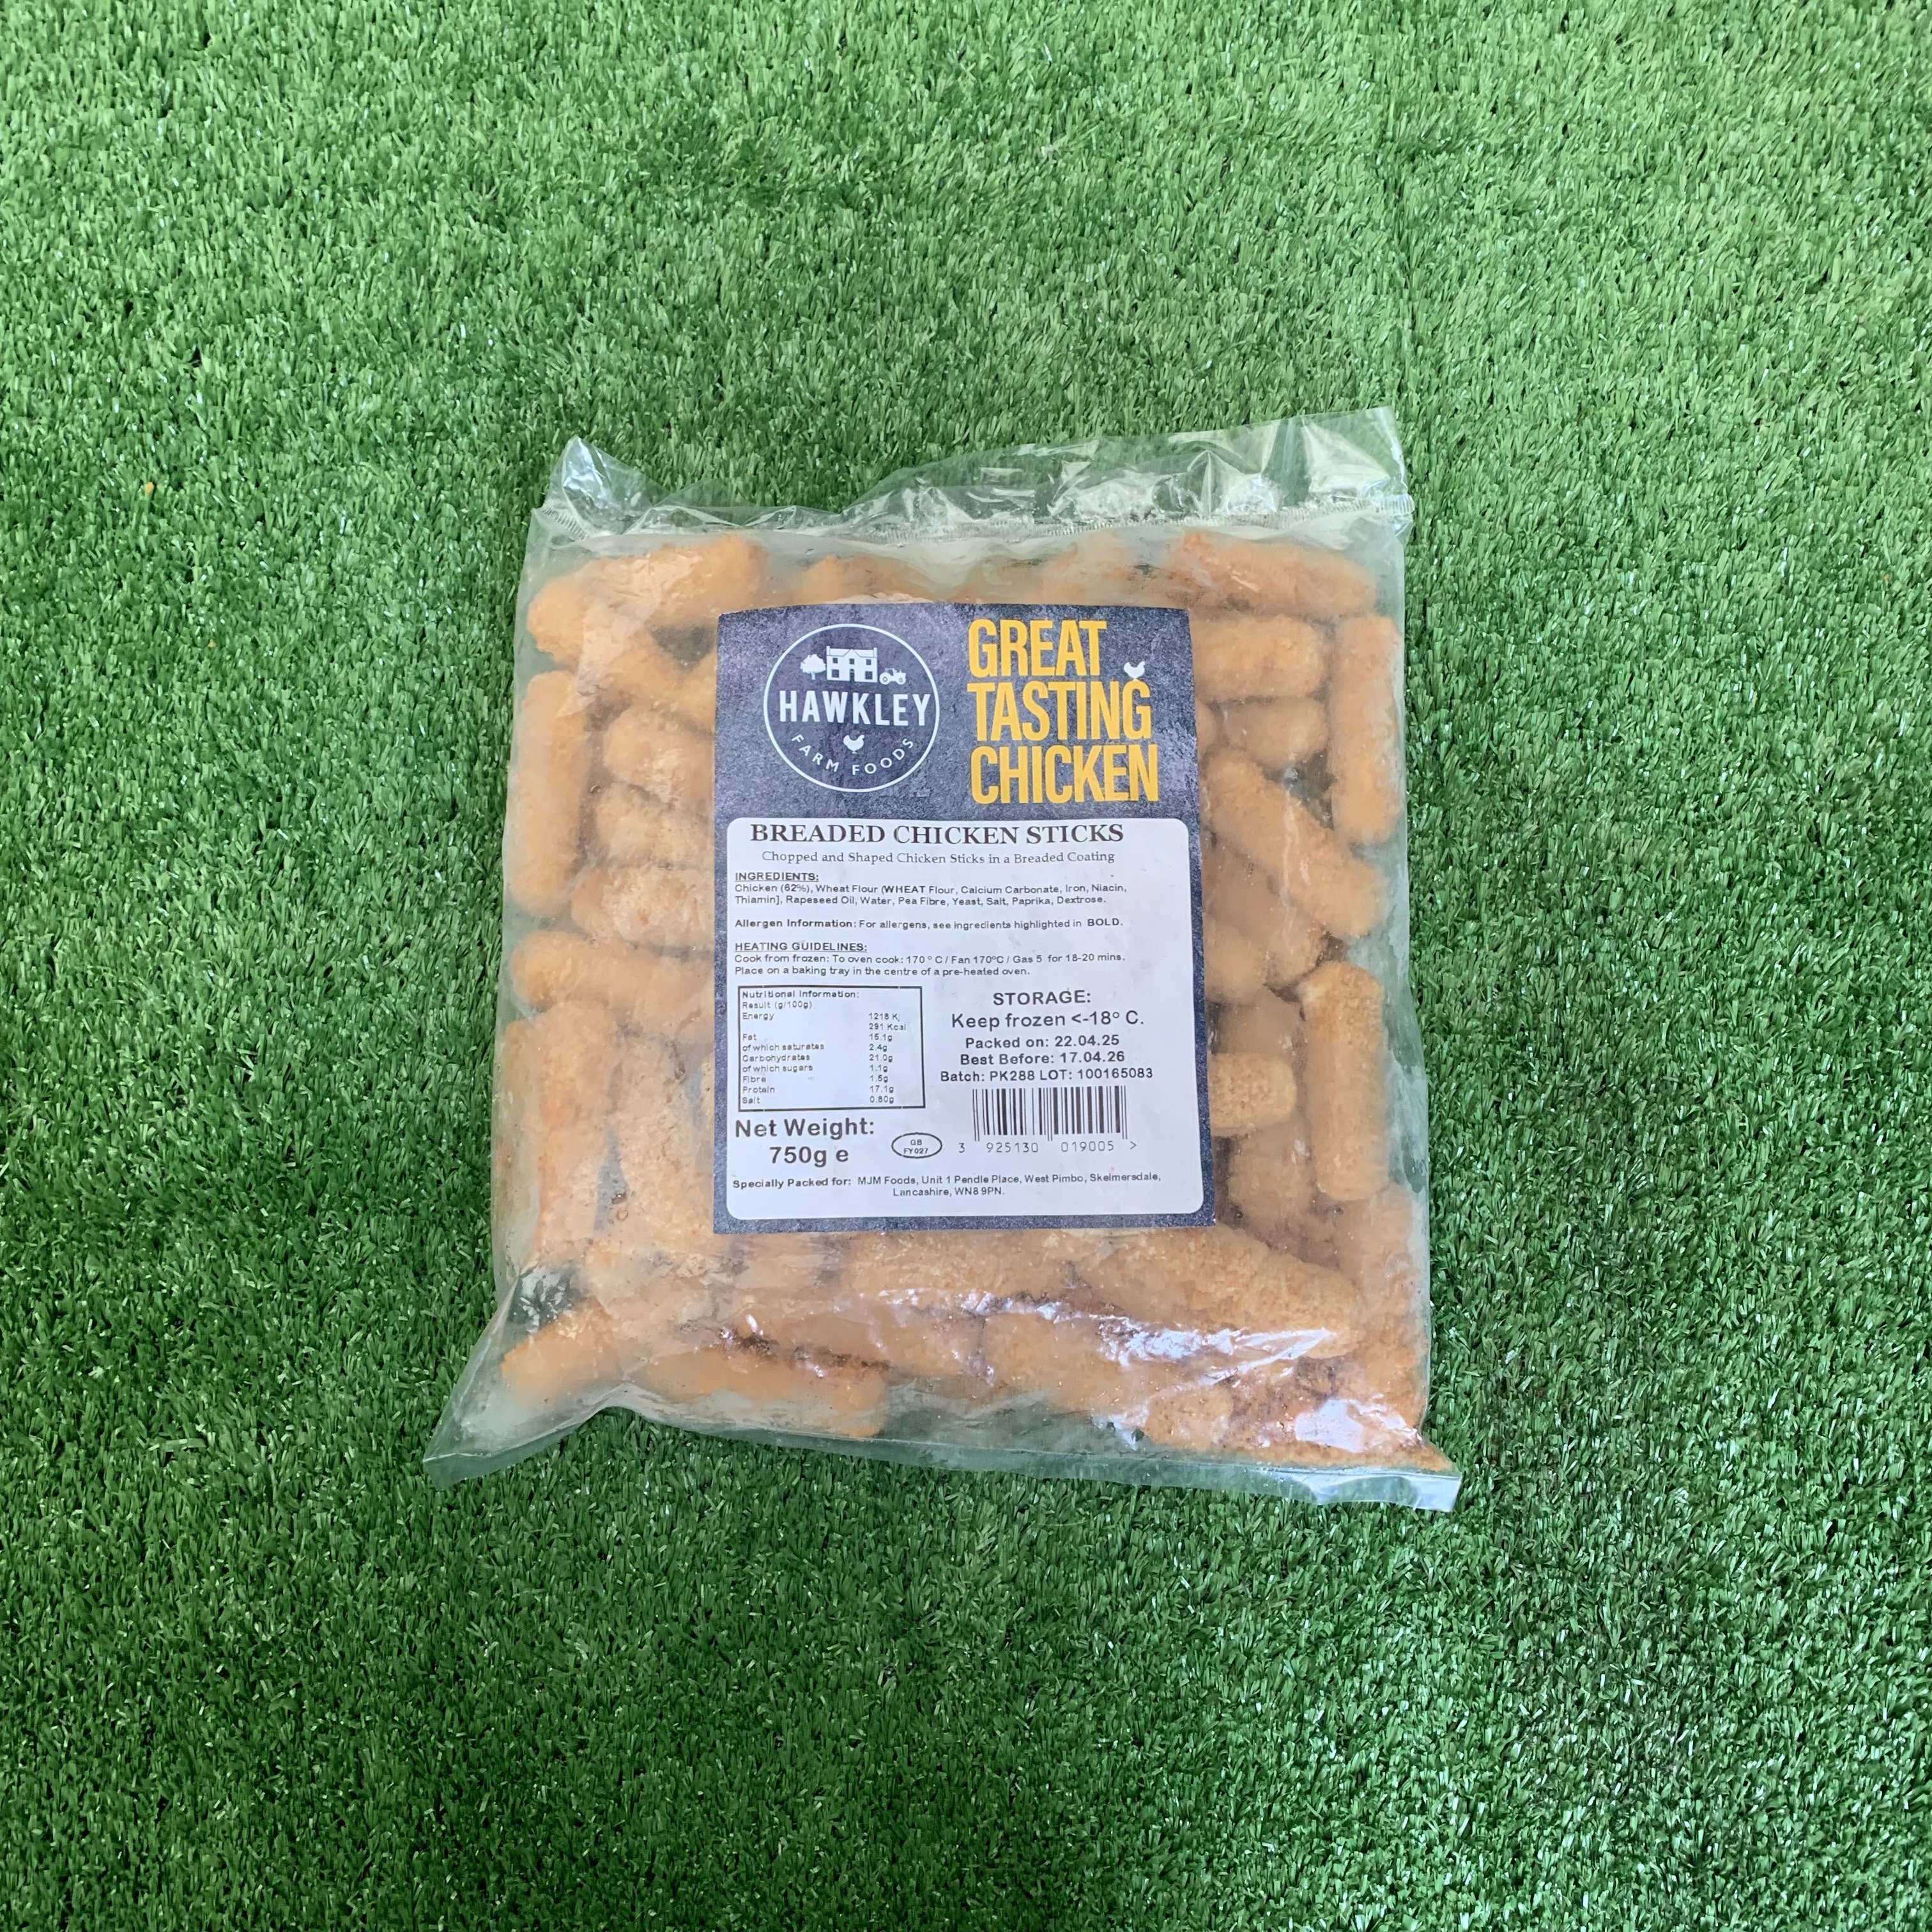 HAWKLEY
FARM FOODS
GREAT
TASTING
CHICKEN
BREADED CHICKEN STICKS
Chopped and Shaped Chicken Sticks in a Breaded Coating
INGREDIENTS:
Chicken (62%), Wheat Flour (WHEAT Flour, Calcium Carbonate, Iron, Niacin,
Thiamin], Rapeseed Oil, Water, Pea Fibre, Yeast, Salt, Paprika, Dextrose.
Allergen Information: For allergens, see ingredients highlighted in BOLD.
HEATING GUIDELINES:
Cook from frozen: To oven cook: 170 ° C / Fan 170°C / Gas 5 for 18-20 mins.
Place on a baking tray in the centre of a pre-heated oven.
Nutritional Information:
Result (g/100g)
Energy 1218 Kj
291 Kcal
Fat 15.1g
of which saturates 2.4g
Carbohydrates 21.0g
of which sugars 1.1g
Fibre 1.5g
Protein 17.1g
Salt 0.80g
STORAGE:
Keep frozen <-18° C.
Packed on: 22.04.25
Best Before: 17.04.26
Batch: PK288 LOT: 100165083
Net Weight:
750g e
GB
FY027
3 925130 019005 >
Specially Packed for: MJM Foods, Unit 1 Pendle Place, West Pimbo, Skelmersdale,
Lancashire, WN8 9PN.